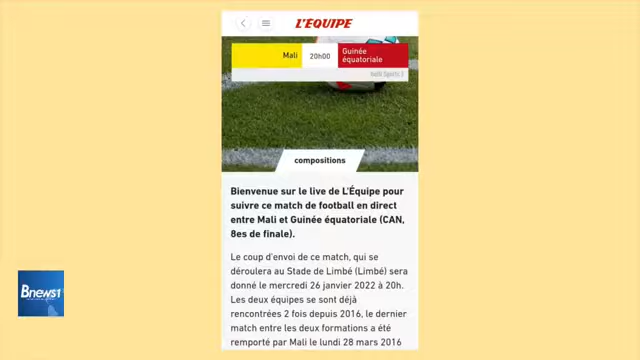 L'ÉQUIPE
Mali
20h00
Guinée
équatoriale
beIN Sports 1
compositions
Bienvenue sur le live de L'Équipe pour
suivre ce match de football en direct
entre Mali et Guinée équatoriale (CAN,
8es de finale).
Le coup d'envoi de ce match, qui se
déroulera au Stade de Limbé (Limbé) sera
donné le mercredi 26 janvier 2022 à 20h.
Les deux équipes se sont déjà
rencontrées 2 fois depuis 2016, le dernier
match entre les deux formations a été
remporté par Mali le lundi 28 mars 2016
Bnews1